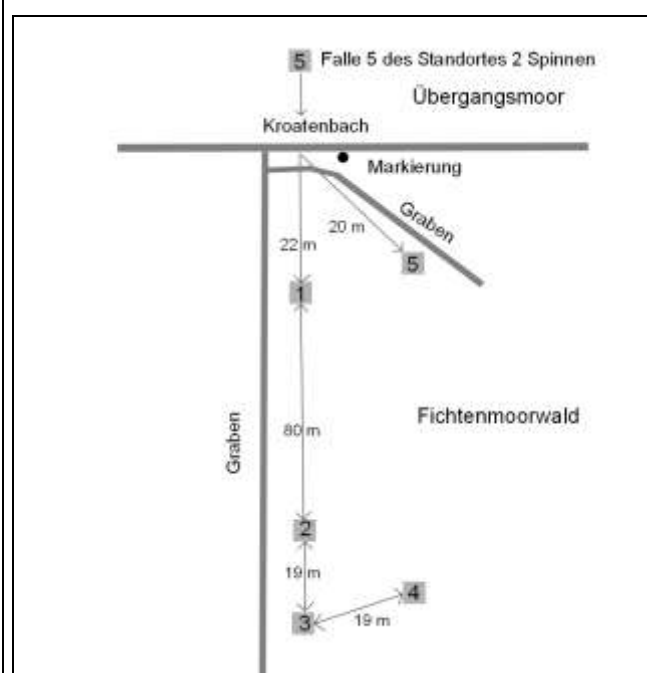 5 Falle 5 des Standortes 2 Spinnen
Übergangsmoor
Kroatenbach
Markierung
Graben
20 m
22 m
5
1
Graben
80 m
Fichtenmoorwald
2
19 m
4
3
19 m